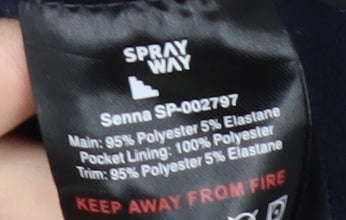 SPRAY
WAY
Senna SP-002797
Main: 95% Polyester 5% Elastane
Pocket Lining: 100% Polyester
Trim: 95% Polyester 5% Elastane
KEEP AWAY FROM FIRE